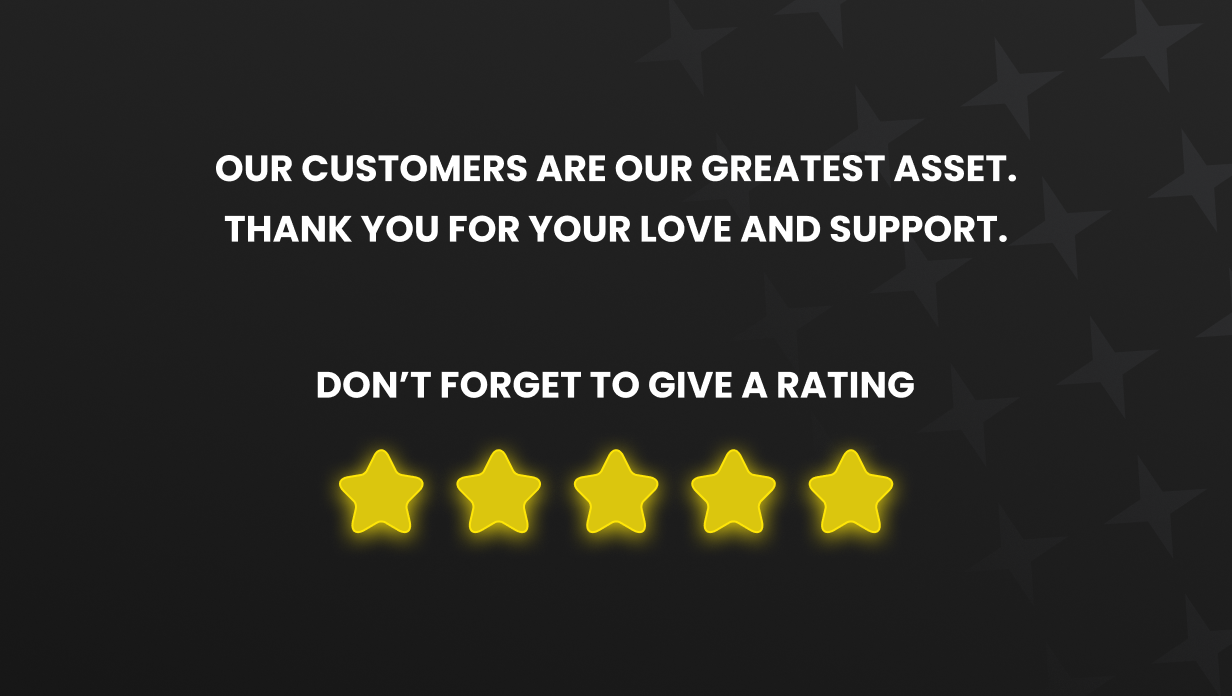 OUR CUSTOMERS ARE OUR GREATEST ASSET.
THANK YOU FOR YOUR LOVE AND SUPPORT.
DON’T FORGET TO GIVE A RATING